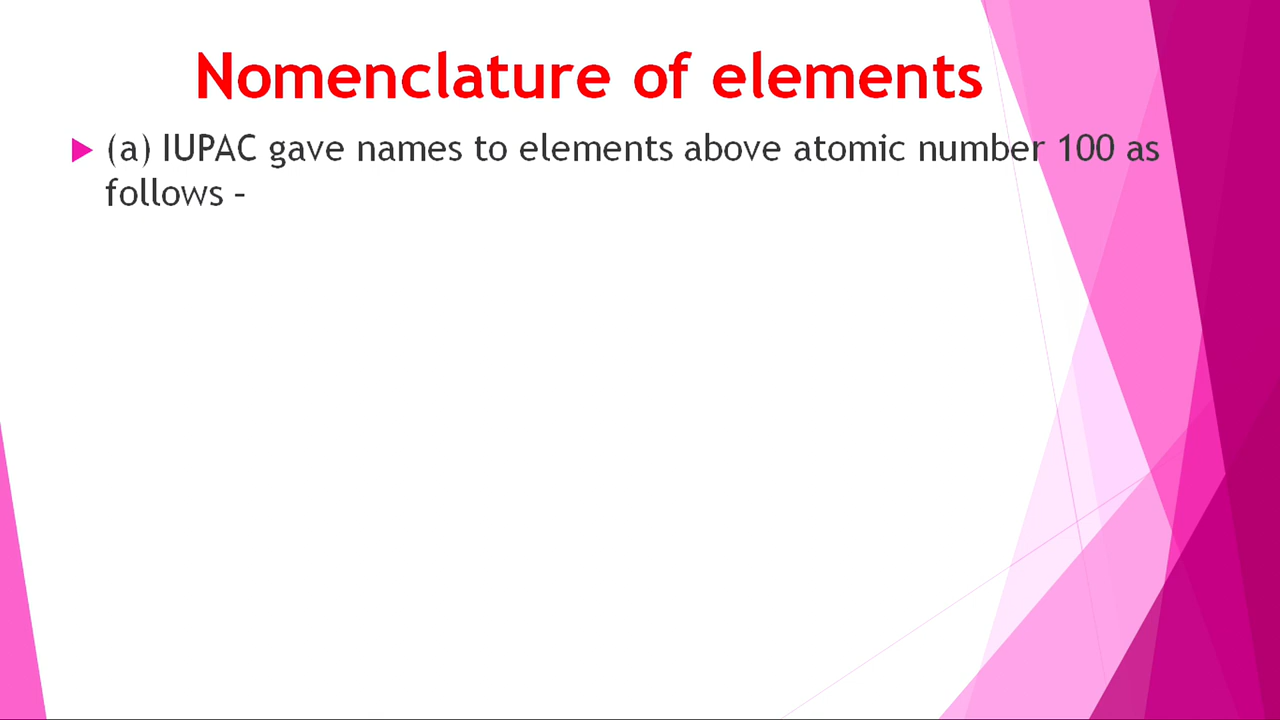 Nomenclature of elements
(a) IUPAC gave names to elements above atomic number 100 as
follows –